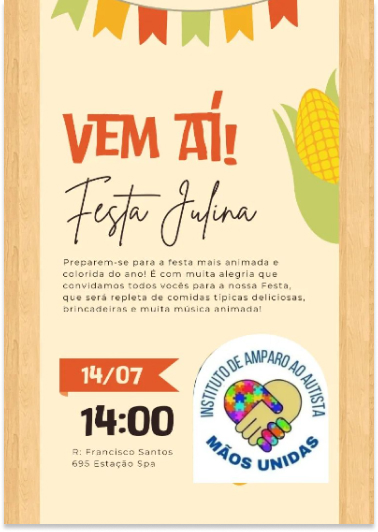 VEM AÍ!
Festa Julina
Preparem-se para a festa mais animada e
colorida do ano! É com muita alegria que
convidamos todos vocês para a nossa Festa,
que será repleta de comidas típicas deliciosas,
brincadeiras e muita música animada!
14/07
14:00
R: Francisco Santos
695 Estação Spa
INSTITUTO DE AMPARO AO AUTISTA
MÃOS UNIDAS